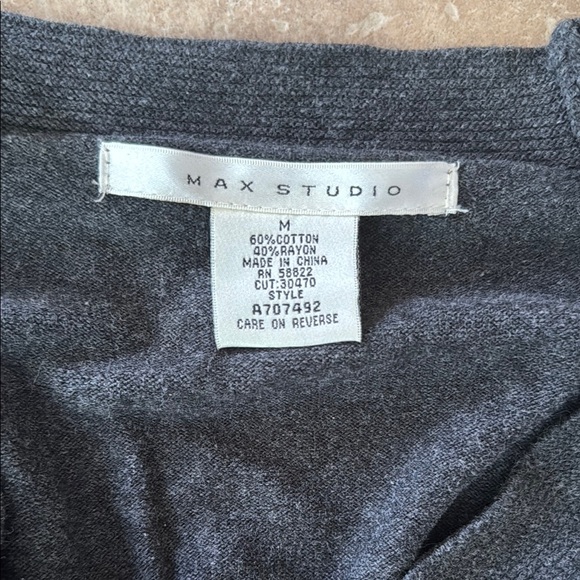 MAX STUDIO
M
60%COTTON
40%RAYON
MADE IN CHINA
RN 58822
CUT:30470
STYLE
A707492
CARE ON REVERSE